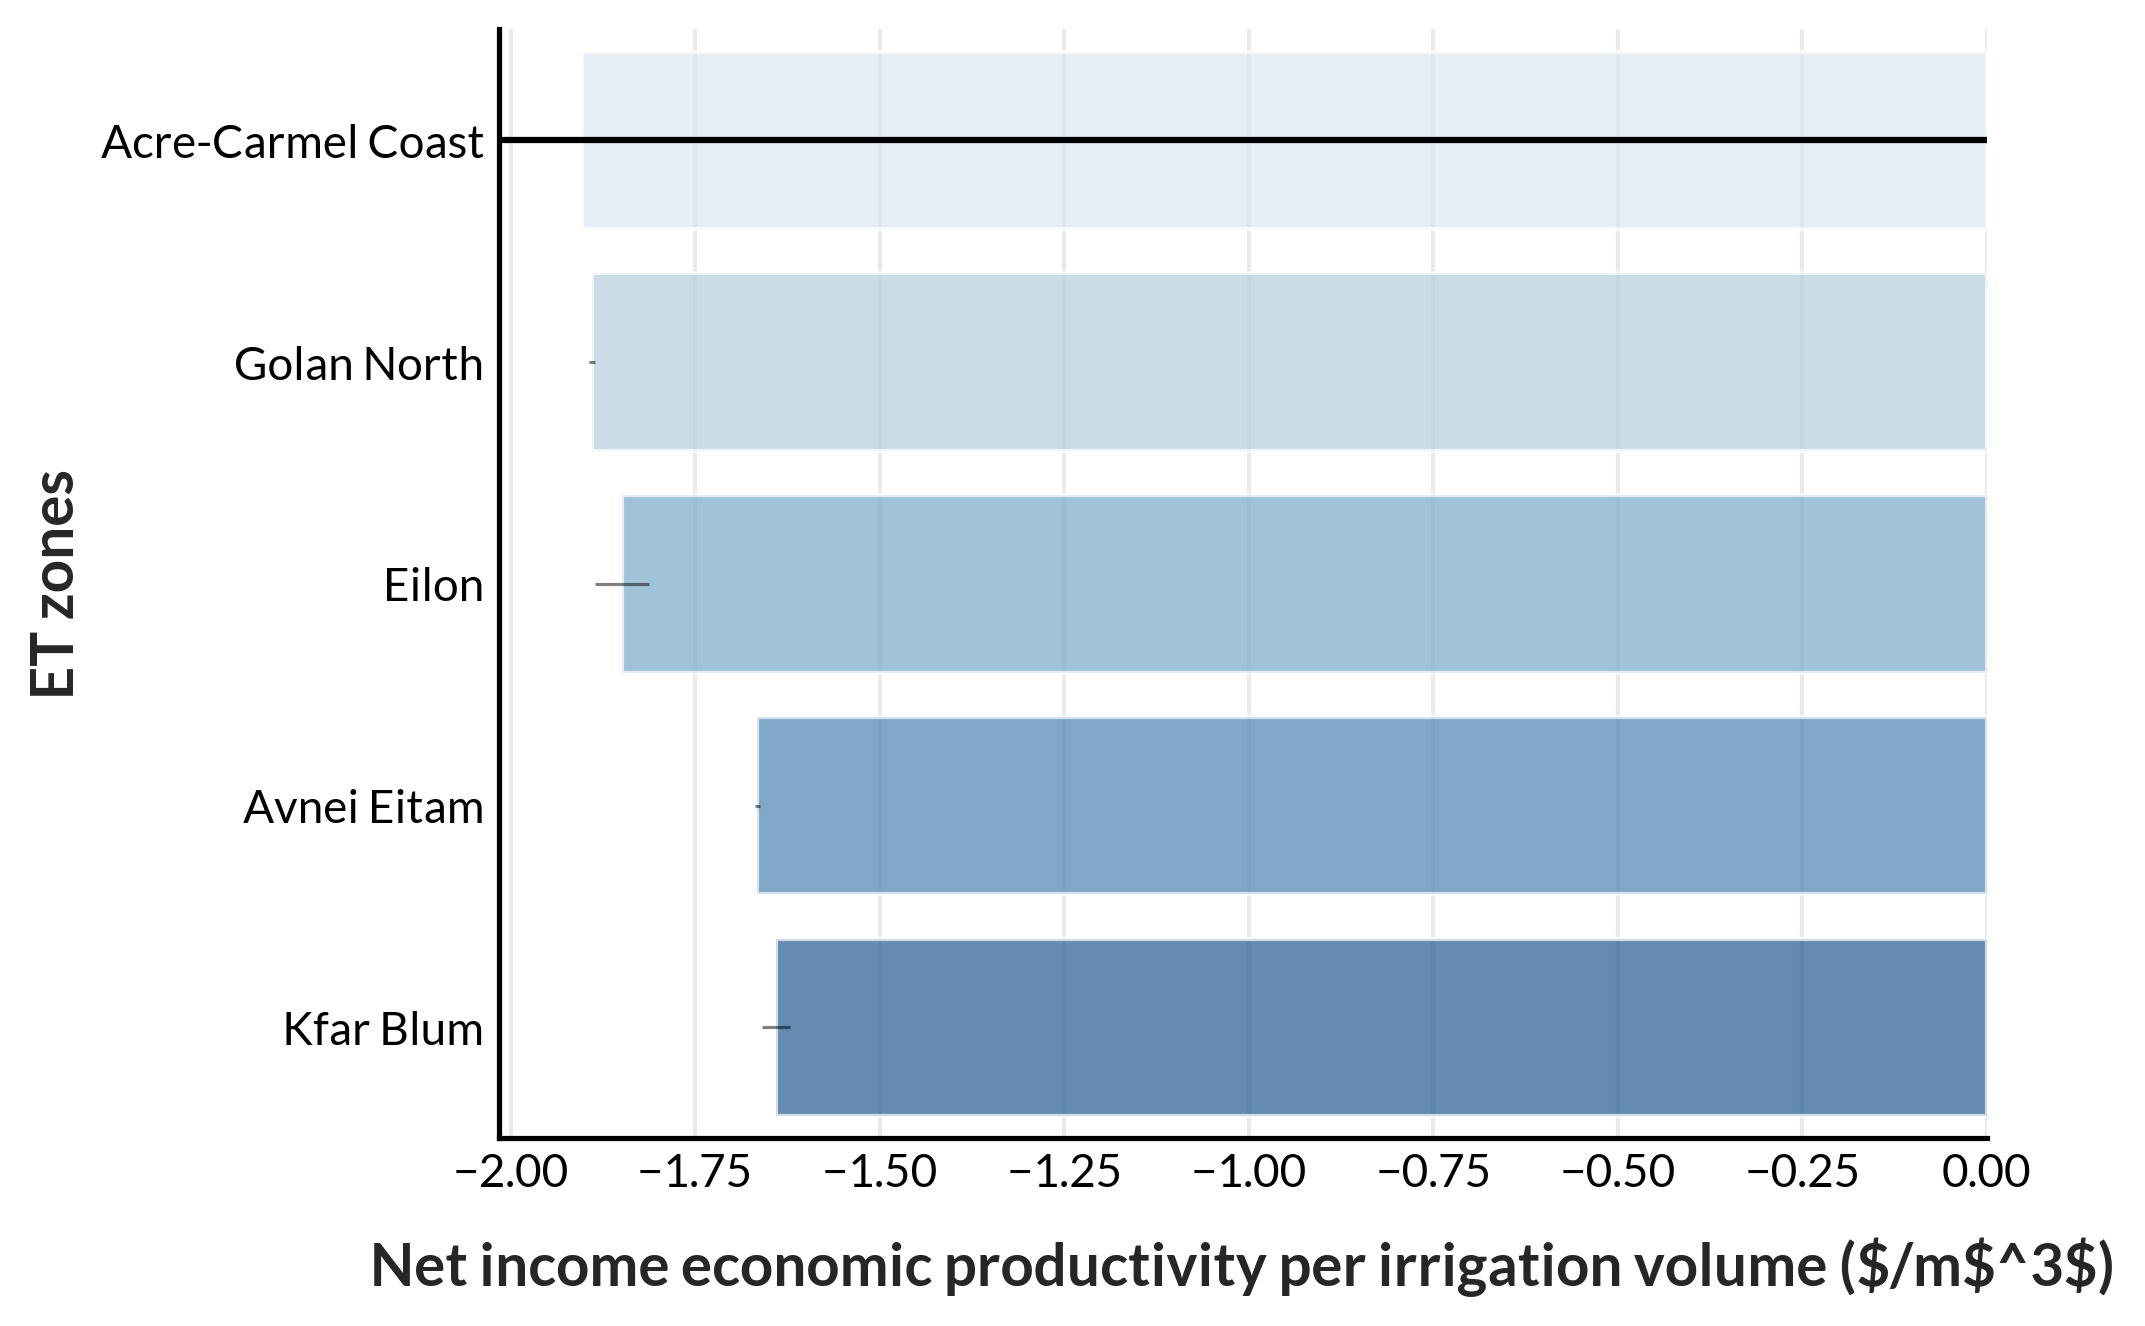 Acre-Carmel Coast
Golan North
Eilon
Avnei Eitam
Kfar Blum
ET zones
−2.00 −1.75 −1.50 −1.25 −1.00 −0.75 −0.50 −0.25 0.00
Net income economic productivity per irrigation volume ($/m$^3$)